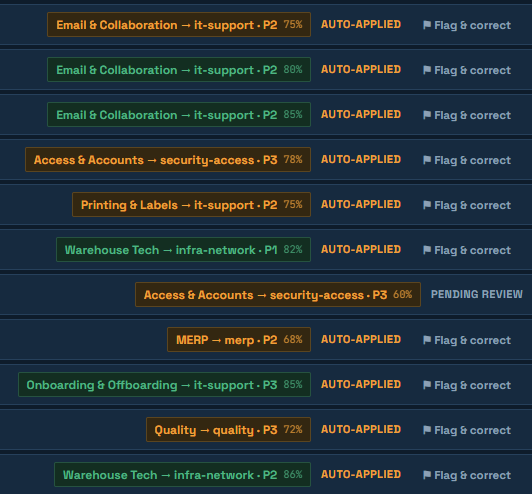 Email & Collaboration → it-support · P2 75% AUTO-APPLIED ⚑ Flag & correct
Email & Collaboration → it-support · P2 80% AUTO-APPLIED ⚑ Flag & correct
Email & Collaboration → it-support · P2 85% AUTO-APPLIED ⚑ Flag & correct
Access & Accounts → security-access · P3 78% AUTO-APPLIED ⚑ Flag & correct
Printing & Labels → it-support · P2 75% AUTO-APPLIED ⚑ Flag & correct
Warehouse Tech → infra-network · P1 82% AUTO-APPLIED ⚑ Flag & correct
Access & Accounts → security-access · P3 60% PENDING REVIEW
MERP → merp · P2 68% AUTO-APPLIED ⚑ Flag & correct
Onboarding & Offboarding → it-support · P3 85% AUTO-APPLIED ⚑ Flag & correct
Quality → quality · P3 72% AUTO-APPLIED ⚑ Flag & correct
Warehouse Tech → infra-network · P2 86% AUTO-APPLIED ⚑ Flag & correct